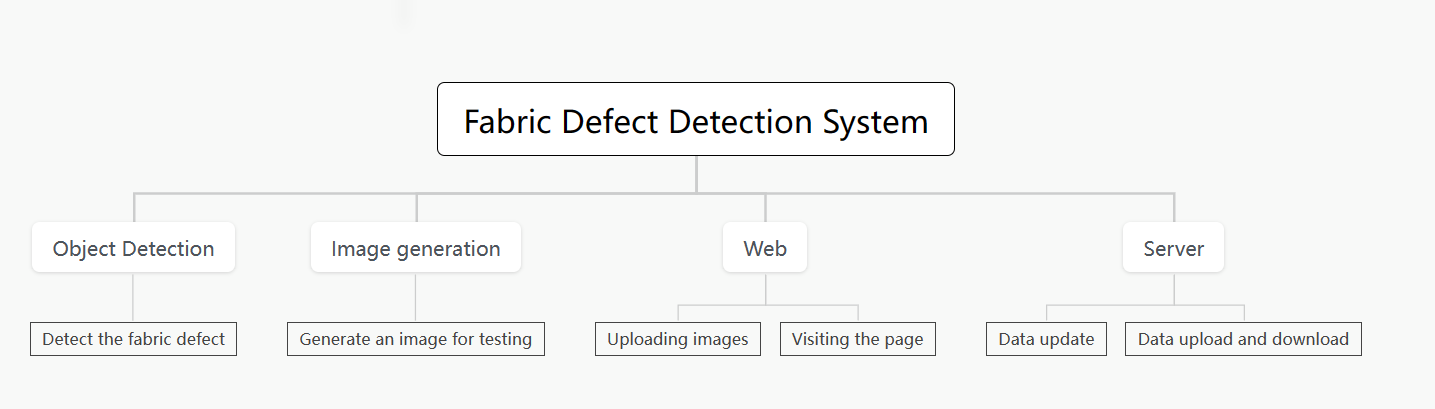 Fabric Defect Detection System
Object Detection
Image generation
Web
Server
Detect the fabric defect
Generate an image for testing
Uploading images
Visiting the page
Data update
Data upload and download